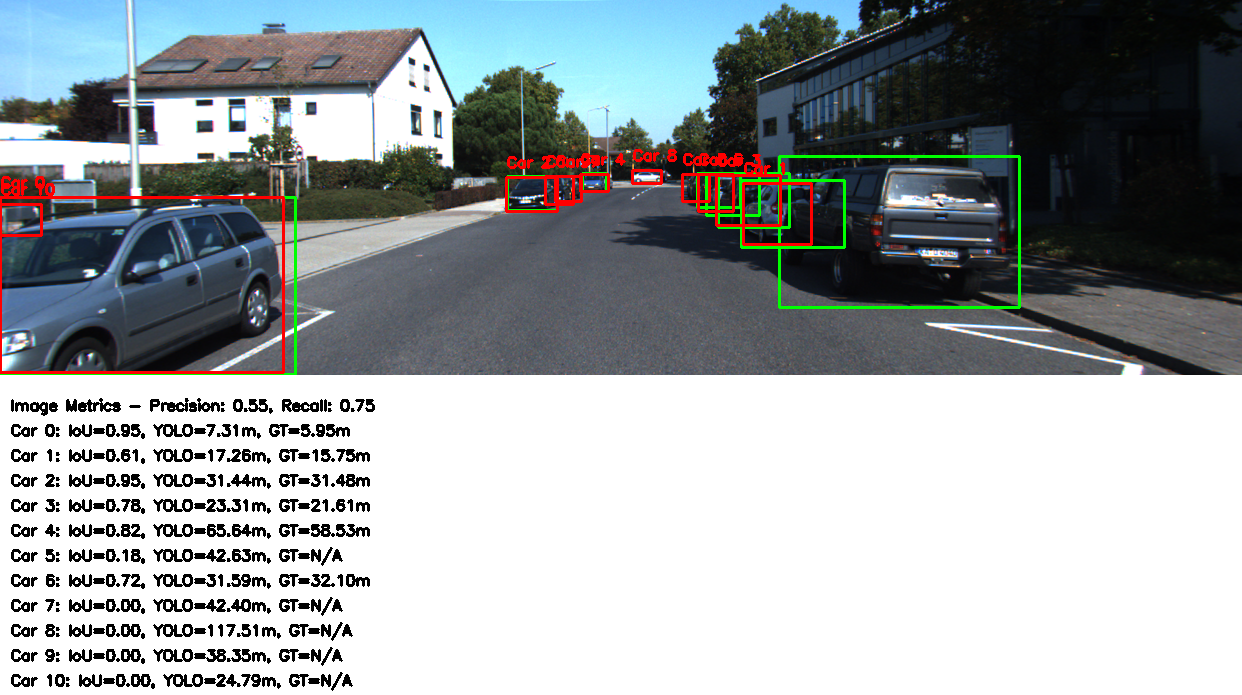 Car 2
Car 4
Car 8
Car 3
Car 1
Car 9
Image Metrics - Precision: 0.55, Recall: 0.75
Car 0: IoU=0.95, YOLO=7.31m, GT=5.95m
Car 1: IoU=0.61, YOLO=17.26m, GT=15.75m
Car 2: IoU=0.95, YOLO=31.44m, GT=31.48m
Car 3: IoU=0.78, YOLO=23.31m, GT=21.61m
Car 4: IoU=0.82, YOLO=65.64m, GT=58.53m
Car 5: IoU=0.18, YOLO=42.63m, GT=N/A
Car 6: IoU=0.72, YOLO=31.59m, GT=32.10m
Car 7: IoU=0.00, YOLO=42.40m, GT=N/A
Car 8: IoU=0.00, YOLO=117.51m, GT=N/A
Car 9: IoU=0.00, YOLO=38.35m, GT=N/A
Car 10: IoU=0.00, YOLO=24.79m, GT=N/A